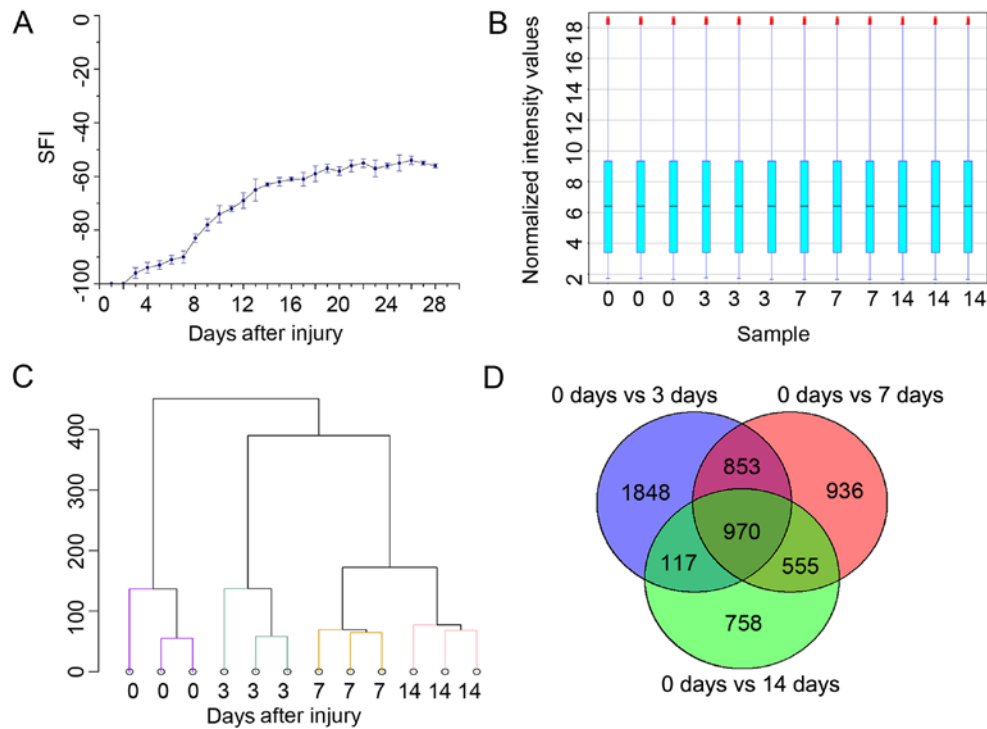 A
SFI
0
-20
-40
-60
-80
-100
0 4 8 12 16 20 24 28
Days after injury
B
Nonmalized intensity values
18
16
14
12
10
8
6
4
2
0 0 0 3 3 3 7 7 7 14 14 14
Sample
C
400
300
200
100
0
0 0 0 3 3 3 7 7 7 14 14 14
Days after injury
D
0 days vs 3 days 0 days vs 7 days
853
1848 936
970
117 555
758
0 days vs 14 days